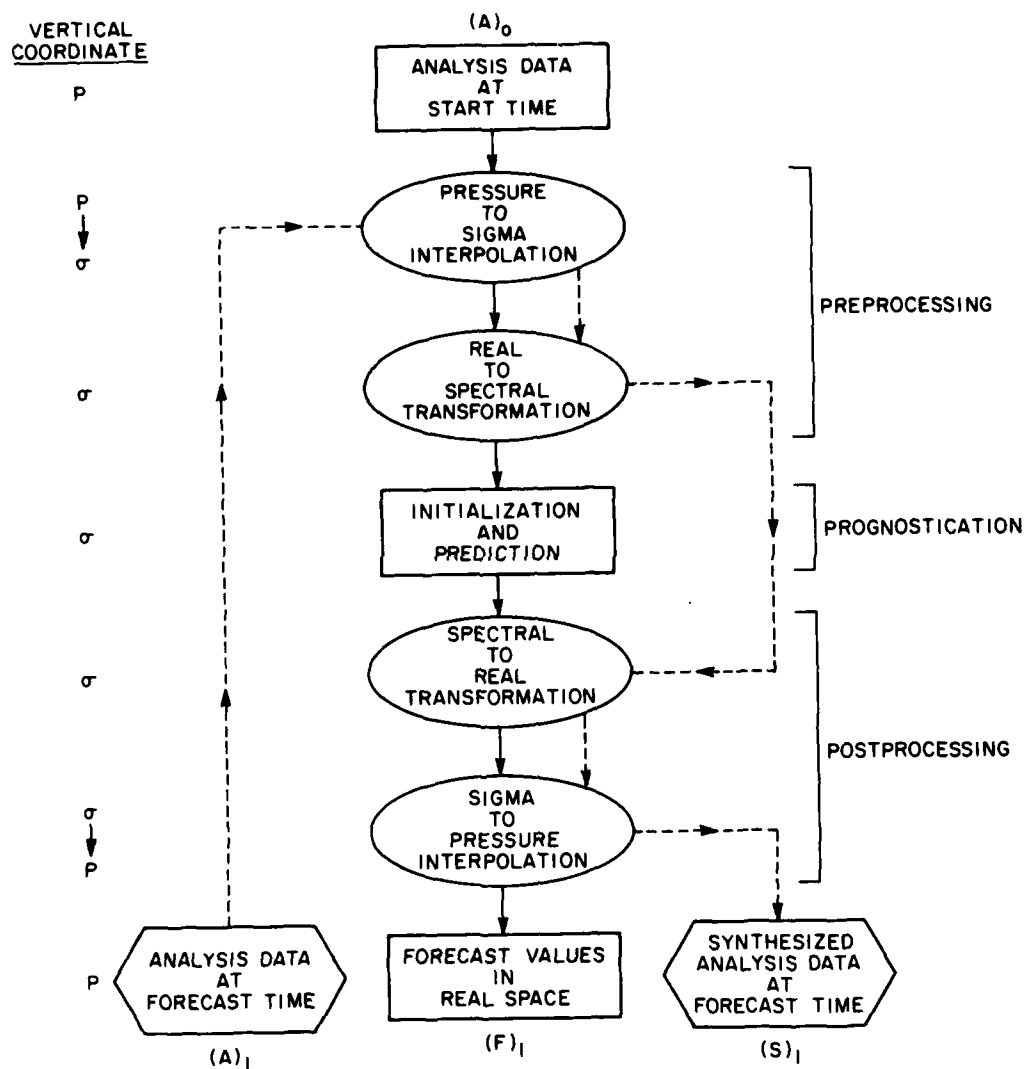 VERTICAL
COORDINATE
(A)₀
P
ANALYSIS DATA
AT
START TIME
P
σ
PRESSURE
TO
SIGMA
INTERPOLATION
PREPROCESSING
σ
REAL
TO
SPECTRAL
TRANSFORMATION
σ
INITIALIZATION
AND
PREDICTION
PROGNOSTICATION
σ
SPECTRAL
TO
REAL
TRANSFORMATION
POSTPROCESSING
σ
P
SIGMA
TO
PRESSURE
INTERPOLATION
P
ANALYSIS DATA
AT
FORECAST TIME
FORECAST VALUES
IN
REAL SPACE
SYNTHESIZED
ANALYSIS DATA
AT
FORECAST TIME
(A)₁
(F)₁
(S)₁